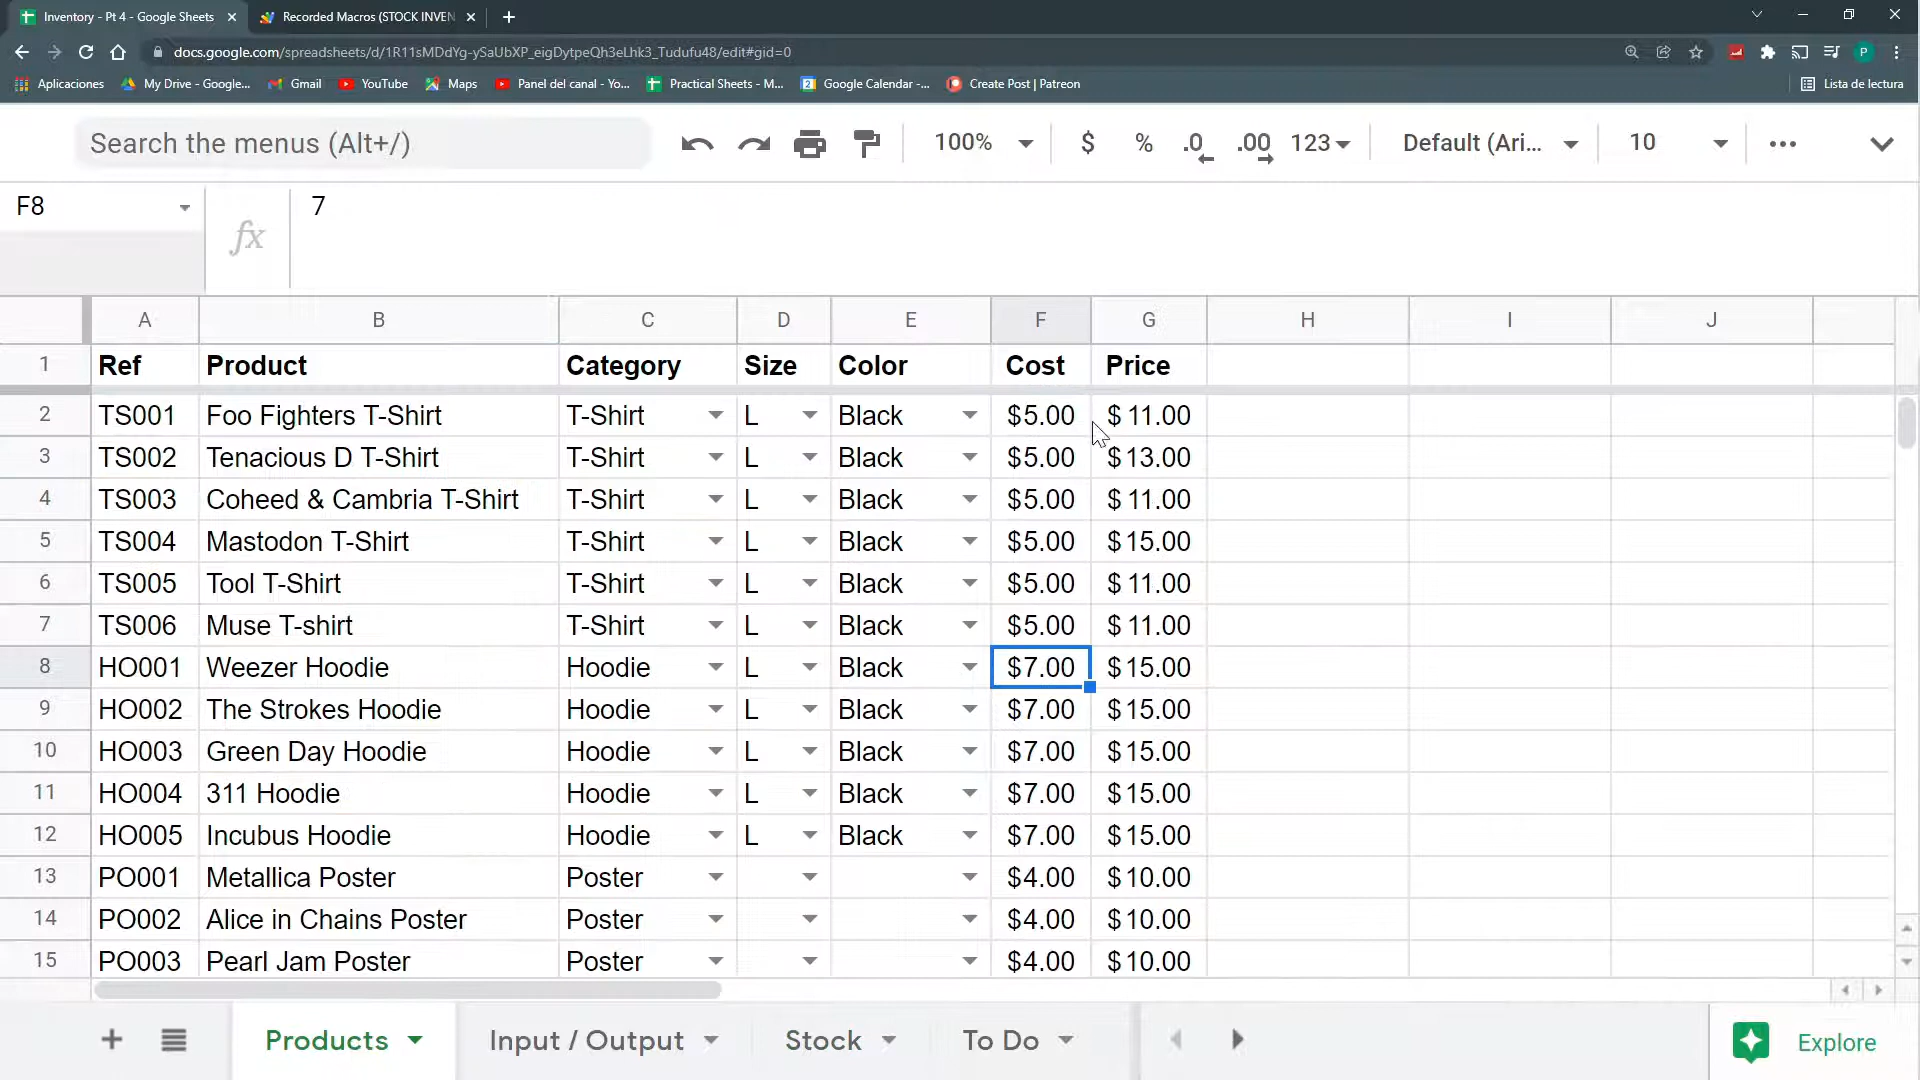 Inventory - Pt 4 - Google Sheets
Recorded Macros (STOCK INVEN
docs.google.com/spreadsheets/d/1R11sMDdYg-ySaUbXP_eigDytpeQh3eLhk3_Tudufu48/edit#gid=0
P
Aplicaciones My Drive - Google... Gmail YouTube Maps Panel del canal - Yo... Practical Sheets - M... Google Calendar -... Create Post | Patreon Lista de lectura
Search the menus (Alt+/) 100% $ % .0 .00 123 Default (Ari... 10
F8 fx 7
A B C D E F G H I J
1 Ref Product Category Size Color Cost Price
2 TS001 Foo Fighters T-Shirt T-Shirt L Black $5.00 $11.00
3 TS002 Tenacious D T-Shirt T-Shirt L Black $5.00 $13.00
4 TS003 Coheed & Cambria T-Shirt T-Shirt L Black $5.00 $11.00
5 TS004 Mastodon T-Shirt T-Shirt L Black $5.00 $15.00
6 TS005 Tool T-Shirt T-Shirt L Black $5.00 $11.00
7 TS006 Muse T-shirt T-Shirt L Black $5.00 $11.00
8 HO001 Weezer Hoodie Hoodie L Black $7.00 $15.00
9 HO002 The Strokes Hoodie Hoodie L Black $7.00 $15.00
10 HO003 Green Day Hoodie Hoodie L Black $7.00 $15.00
11 HO004 311 Hoodie Hoodie L Black $7.00 $15.00
12 HO005 Incubus Hoodie Hoodie L Black $7.00 $15.00
13 PO001 Metallica Poster Poster $4.00 $10.00
14 PO002 Alice in Chains Poster Poster $4.00 $10.00
15 PO003 Pearl Jam Poster Poster $4.00 $10.00
Products Input / Output Stock To Do Explore